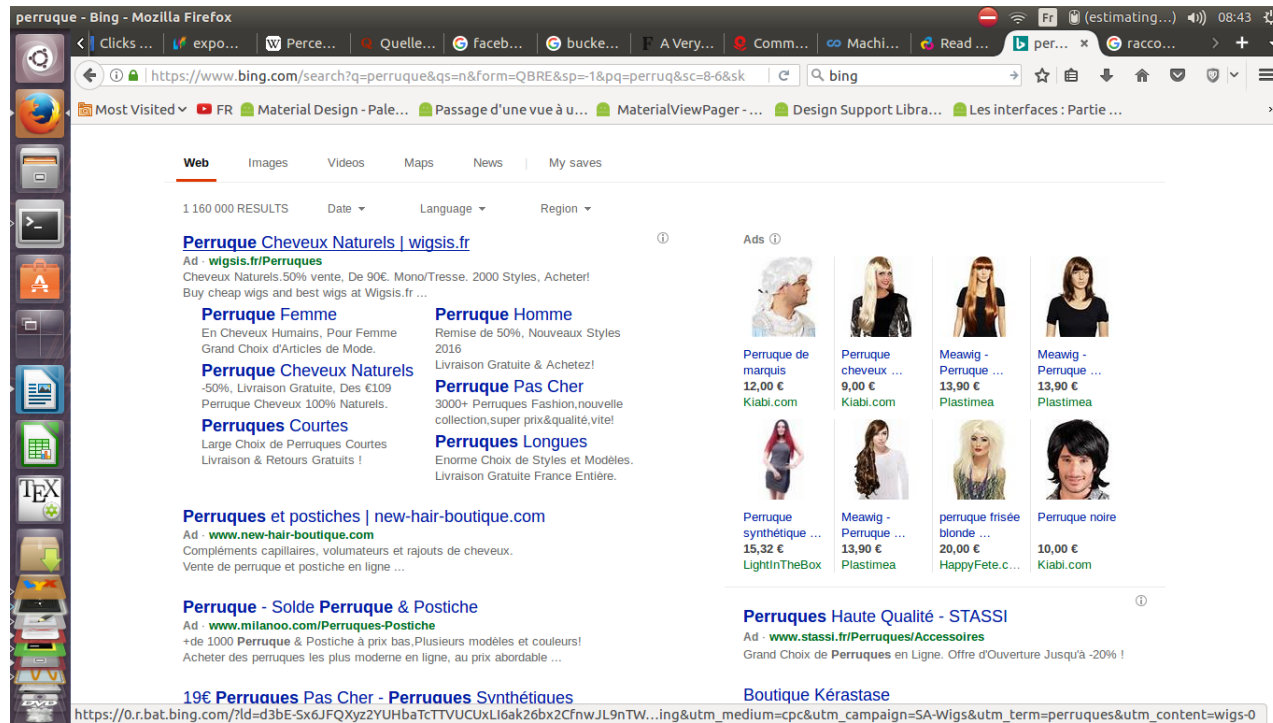 perruque - Bing - Mozilla Firefox
Fr
(estimating...)
08:43
Clicks ...
expo...
W Perce...
Quelle...
faceb...
bucke...
F A Very...
Comm...
Machi...
Read ...
per...
racco...
https://www.bing.com/search?q=perruque&qs=n&form=QBRE&sp=-1&pq=perruq&sc=8-6&sk
bing
Most Visited
FR
Material Design - Pale...
Passage d'une vue à u...
MaterialViewPager - ...
Design Support Libra...
Les interfaces : Partie ...
Web
Images
Videos
Maps
News
My saves
1 160 000 RESULTS
Date
Language
Region
Perruque Cheveux Naturels | wigsis.fr
Ad · wigsis.fr/Perruques
Cheveux Naturels.50% vente, De 90€. Mono/Tresse. 2000 Styles, Acheter!
Buy cheap wigs and best wigs at Wigsis.fr ...
Perruque Femme
En Cheveux Humains, Pour Femme
Grand Choix d'Articles de Mode.
Perruque Cheveux Naturels
-50%, Livraison Gratuite, Des €109
Perruque Cheveux 100% Naturels.
Perruques Courtes
Large Choix de Perruques Courtes
Livraison & Retours Gratuits !
Perruque Homme
Remise de 50%, Nouveaux Styles
2016
Livraison Gratuite & Achetez!
Perruque Pas Cher
3000+ Perruques Fashion,nouvelle
collection,super prix&qualité,vite!
Perruques Longues
Enorme Choix de Styles et Modèles.
Livraison Gratuite France Entière.
Perruques et postiches | new-hair-boutique.com
Ad · www.new-hair-boutique.com
Compléments capillaires, volumateurs et rajouts de cheveux.
Vente de perruque et postiche en ligne ...
Perruque - Solde Perruque & Postiche
Ad · www.milanoo.com/Perruques-Postiche
+de 1000 Perruque & Postiche à prix bas,Plusieurs modèles et couleurs!
Acheter des perruques les plus moderne en ligne, au prix abordable ...
19€ Perruques Pas Cher - Perruques Synthétiques
Ads
Perruque de
marquis
12,00 €
Kiabi.com
Perruque
cheveux ...
9,00 €
Kiabi.com
Meawig -
Perruque ...
13,90 €
Plastimea
Meawig -
Perruque ...
13,90 €
Plastimea
Perruque
synthétique ...
15,32 €
LightInTheBox
Meawig -
Perruque ...
13,90 €
Plastimea
perruque frisée
blonde ...
20,00 €
HappyFete.c...
Perruque noire
10,00 €
Kiabi.com
Perruques Haute Qualité - STASSI
Ad · www.stassi.fr/Perruques/Accessoires
Grand Choix de Perruques en Ligne. Offre d'Ouverture Jusqu'à -20% !
Boutique Kérastase
TEX
LYX
DVD
https://0.r.bat.bing.com/?ld=d3bE-Sx6JFQXyz2YUHbaTcTTVUCUxLI6ak26bx2CfnwJL9nTW...ing&utm_medium=cpc&utm_campaign=SA-Wigs&utm_term=perruques&utm_content=wigs-0